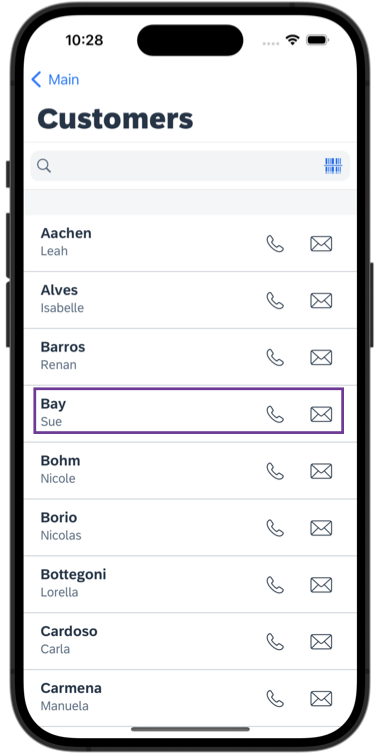 10:28
Main
Customers
Aachen
Leah
Alves
Isabelle
Barros
Renan
Bay
Sue
Bohm
Nicole
Borio
Nicolas
Bottegoni
Lorella
Cardoso
Carla
Carmena
Manuela